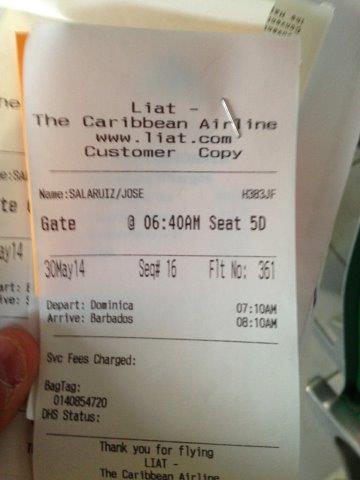 Liat -
The Caribbean Airline
www.liat.com
Customer Copy
Name:SALARUIZ/JOSE H383JF
Gate @ 06:40AM Seat 5D
30May14 Seq# 16 Flt No: 361
Depart: Dominica 07:10AM
Arrive: Barbados 08:10AM
Svc Fees Charged:
BagTag:
0140854720
DHS Status:
Thank you for flying
LIAT -
The Caribbean Airline